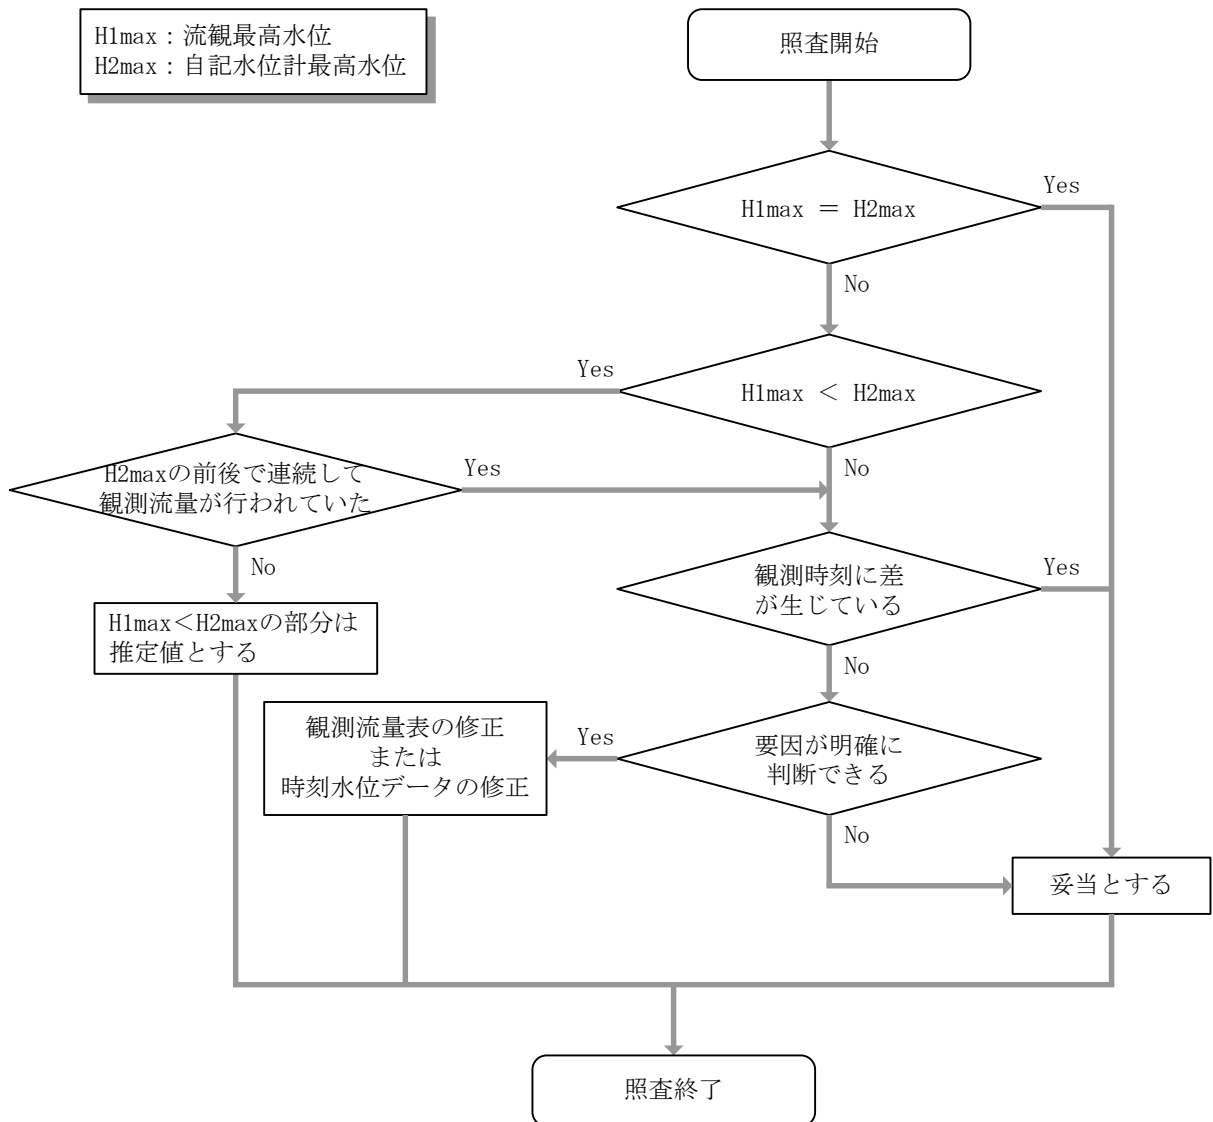 H1max：流観最高水位
H2max：自記水位計最高水位
照査開始
H1max ＝ H2max
Yes
No
H1max ＜ H2max
Yes
No
H2maxの前後で連続して
観測流量が行われていた
Yes
No
観測時刻に差
が生じている
Yes
No
H1max＜H2maxの部分は
推定値とする
観測流量表の修正
または
時刻水位データの修正
Yes
要因が明確に
判断できる
No
妥当とする
照査終了